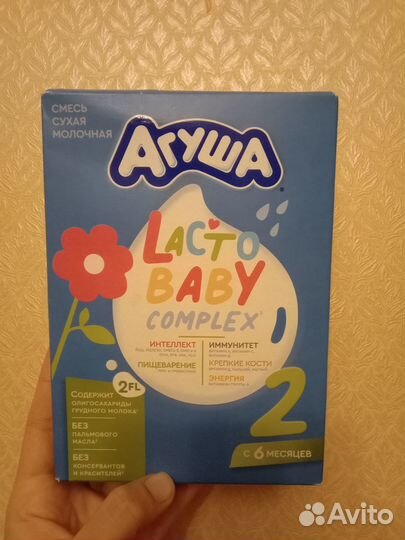 СМЕСЬ
СУХАЯ
МОЛОЧНАЯ
АГУША
LACTO
BABY
COMPLEX
ИНТЕЛЛЕКТ
ИММУНИТЕТ
ПИЩЕВАРЕНИЕ
КРЕПКИЕ КОСТИ
ЭНЕРГИЯ
2FL
СОДЕРЖИТ
ОЛИГОСАХАРИДЫ
ГРУДНОГО МОЛОКА
БЕЗ
ПАЛЬМОВОГО
МАСЛА
БЕЗ
КОНСЕРВАНТОВ
И КРАСИТЕЛЕЙ
2
С 6 МЕСЯЦЕВ
Avito